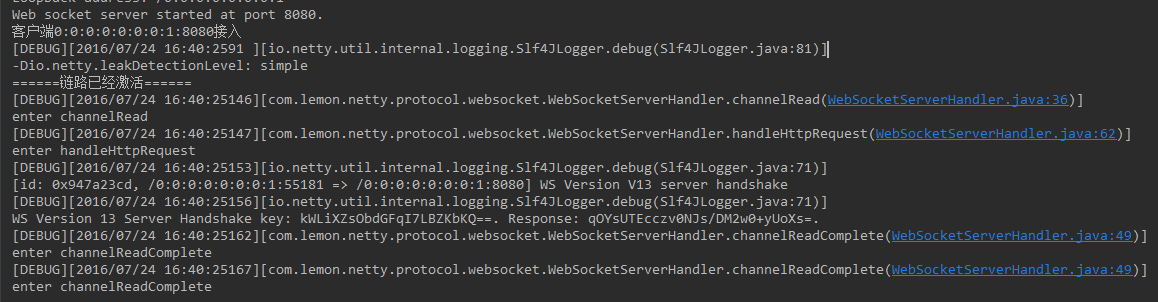 Web socket server started at port 8080.
客户端0:0:0:0:0:0:0:1:8080接入
[DEBUG][2016/07/24 16:40:2591 ][io.netty.util.internal.logging.Slf4JLogger.debug(Slf4JLogger.java:81)]
-Dio.netty.leakDetectionLevel: simple
======链路已经激活======
[DEBUG][2016/07/24 16:40:25146][com.lemon.netty.protocol.websocket.WebSocketServerHandler.channelRead(WebSocketServerHandler.java:36)]
enter channelRead
[DEBUG][2016/07/24 16:40:25147][com.lemon.netty.protocol.websocket.WebSocketServerHandler.handleHttpRequest(WebSocketServerHandler.java:62)]
enter handleHttpRequest
[DEBUG][2016/07/24 16:40:25153][io.netty.util.internal.logging.Slf4JLogger.debug(Slf4JLogger.java:71)]
[id: 0x947a23cd, /0:0:0:0:0:0:0:1:55181 => /0:0:0:0:0:0:0:1:8080] WS Version V13 server handshake
[DEBUG][2016/07/24 16:40:25156][io.netty.util.internal.logging.Slf4JLogger.debug(Slf4JLogger.java:71)]
WS Version 13 Server Handshake key: kWLiXZsObdGFqI7LBZKbKQ==. Response: qOYsUTEcczv0NJs/DM2w0+yUoXs=.
[DEBUG][2016/07/24 16:40:25162][com.lemon.netty.protocol.websocket.WebSocketServerHandler.channelReadComplete(WebSocketServerHandler.java:49)]
enter channelReadComplete
[DEBUG][2016/07/24 16:40:25167][com.lemon.netty.protocol.websocket.WebSocketServerHandler.channelReadComplete(WebSocketServerHandler.java:49)]
enter channelReadComplete